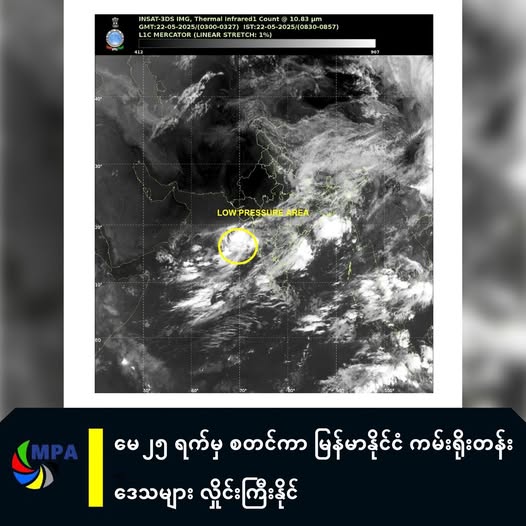 INSAT-3DS IMG, Thermal Infrared1 Count @ 10.83 µm
GMT:22-05-2025/(0300-0327) IST:22-05-2025/(0830-0857)
L1C MERCATOR (LINEAR STRETCH: 1%)
412 967
LOW PRESSURE AREA
MPA
မေ၂၅ ရက်မှ စတင်ကာ မြန်မာနိုင်ငံ ကမ်းရိုးတန်း
ဒေသများ လှိုင်းကြီးနိုင်